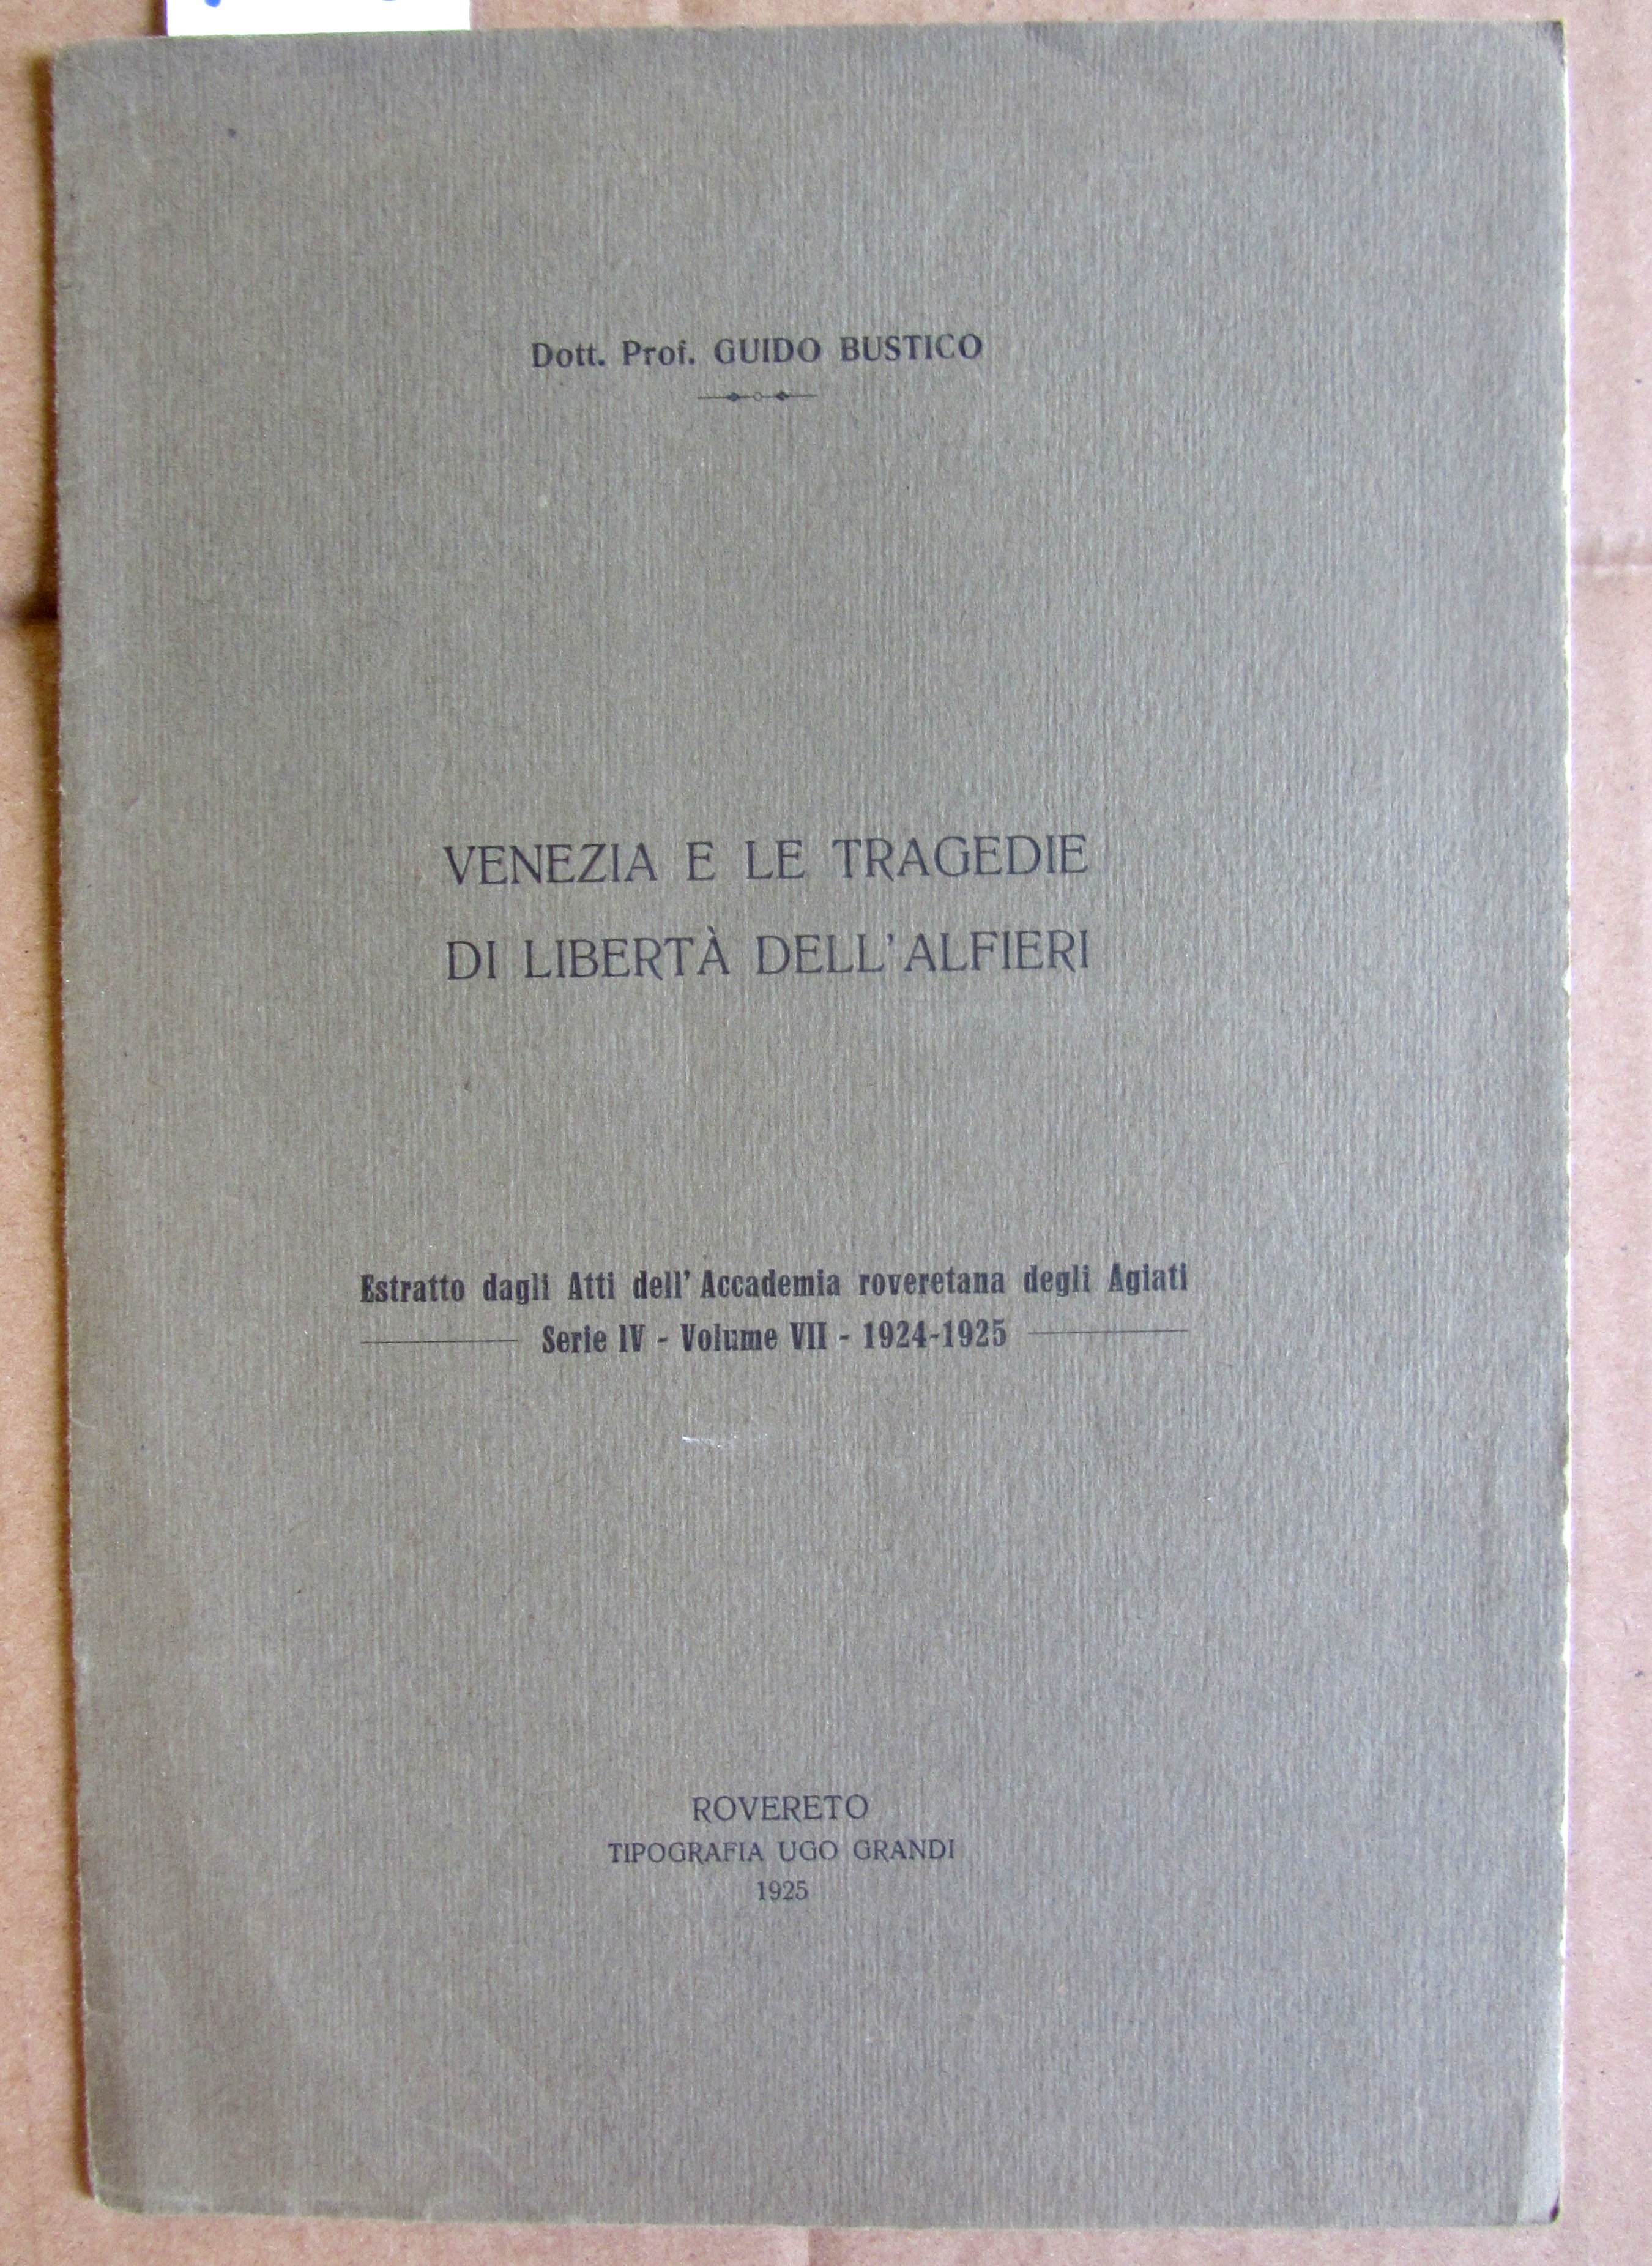 Dott. Prof. GUIDO BUSTICO
VENEZIA E LE TRAGEDIE
DI LIBERTÀ DELL'ALFIERI
Estratto dagli Atti dell'Accademia roveretana degli Agiati
Serie IV - Volume VII - 1924-1925
ROVERETO
TIPOGRAFIA UGO GRANDI
1925